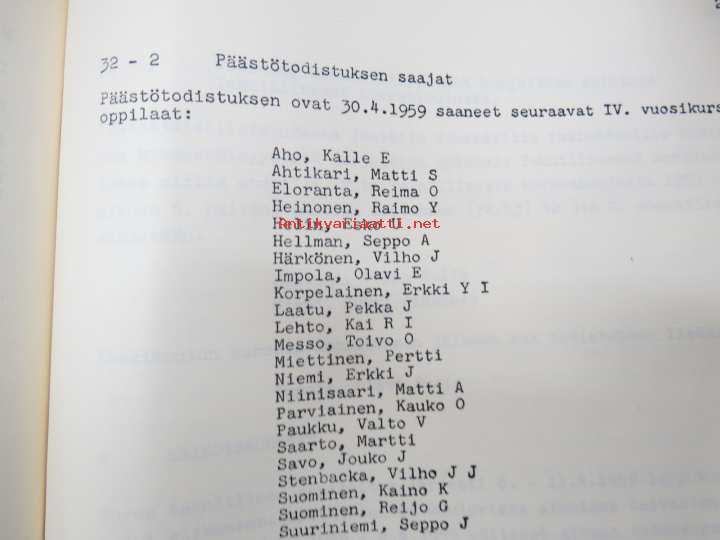 32 - 2 Päästötodistuksen saajat
Päästötodistuksen ovat 30.4.1959 saaneet seuraavat IV. vuosikurs
oppilaat:
Aho, Kalle E
Ahtikari, Matti S
Eloranta, Reima O
Heinonen, Raimo Y
Esko U
Antikvariaatti.net
Hellman, Seppo A
Härkönen, Vilho J
Impola, Olavi E
Korpelainen, Erkki Y I
Laatu, Pekka J
Lehto, Kai R I
Messo, Toivo O
Miettinen, Pertti
Niemi, Erkki J
Niinisaari, Matti A
Parviainen, Kauko O
Paukku, Valto V
Saarto, Martti
Savo, Jouko J
Stenbacka, Vilho J J
Suominen, Kaino K
Suominen, Reijo G
Suuriniemi, Seppo J